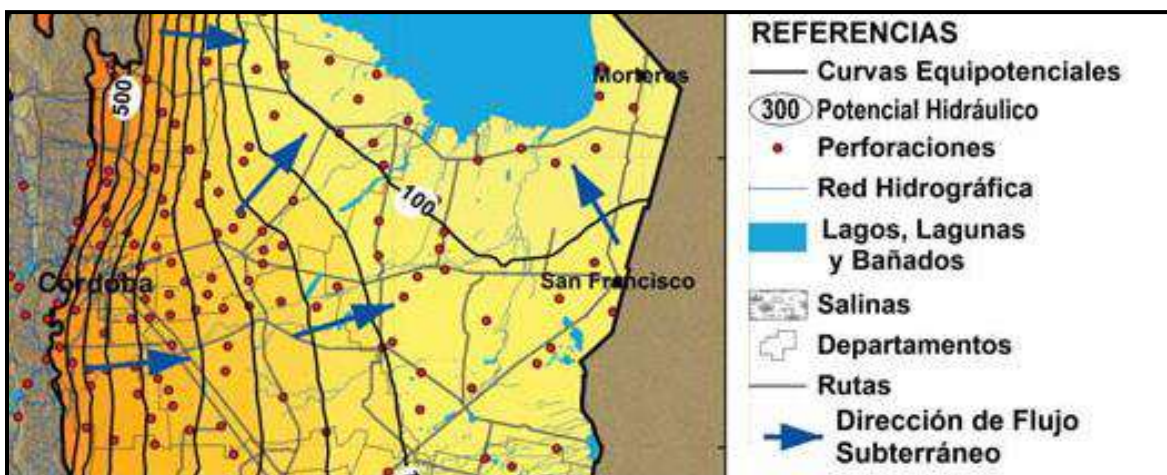 500
Morteros
100
Córdoba
San Francisco
REFERENCIAS
Curvas Equipotenciales
300 Potencial Hidráulico
Perforaciones
Red Hidrográfica
Lagos, Lagunas
y Bañados
Salinas
Departamentos
Rutas
Dirección de Flujo
Subterráneo